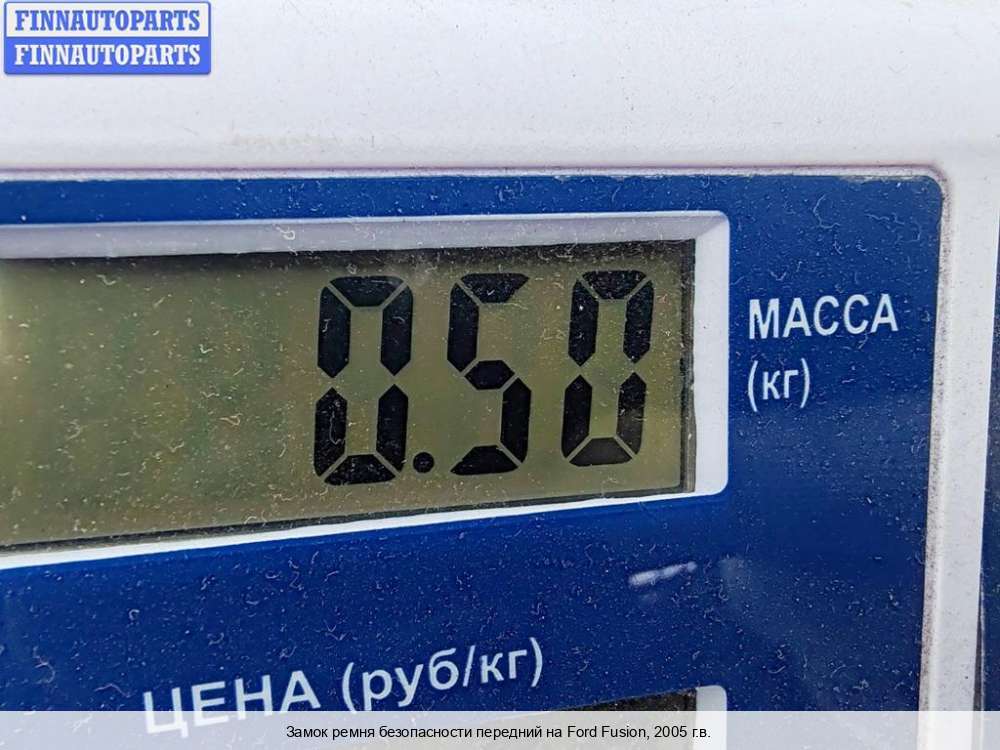 FINNAUTOPARTS
FINNAUTOPARTS
0.50
МАССА
(кг)
ЦЕНА (руб/кг)
Замок ремня безопасности передний на Ford Fusion, 2005 г.в.